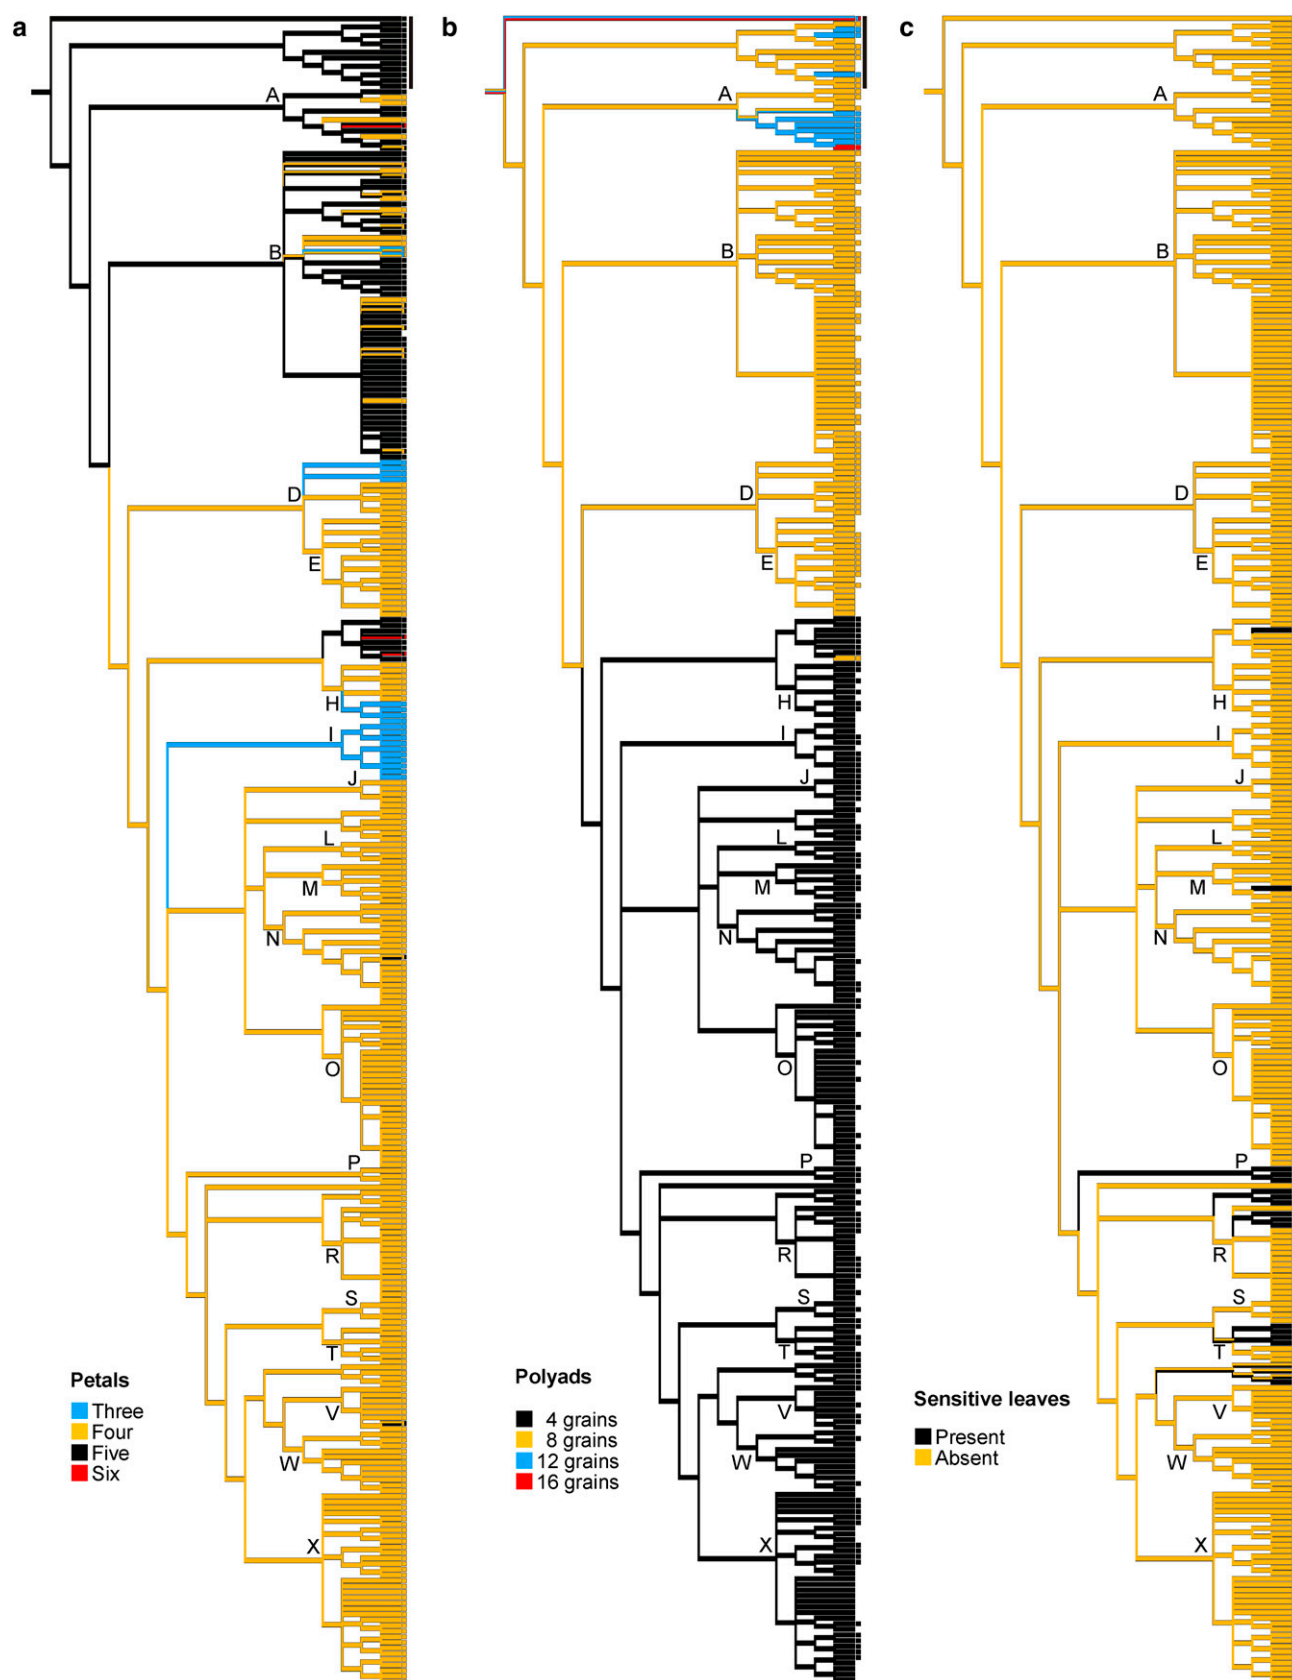 a
A
B
D
E
H
I
J
L
M
N
O
P
R
S
T
V
W
X
Petals
Three
Four
Five
Six
b
A
B
D
E
H
I
J
L
M
N
O
P
R
S
T
V
W
X
Polyads
4 grains
8 grains
12 grains
16 grains
c
A
B
D
E
H
I
J
L
M
N
O
P
R
S
T
V
W
X
Sensitive leaves
Present
Absent